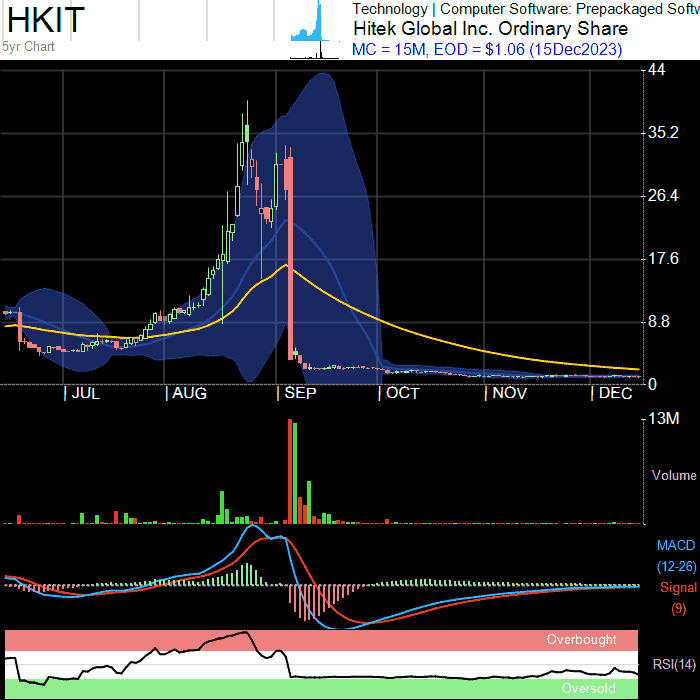 HKIT
5yr Chart
Technology | Computer Software: Prepackaged Softw
Hitek Global Inc. Ordinary Share
MC = 15M, EOD = $1.06 (15Dec2023)
44
35.2
26.4
17.6
8.8
0
JUL AUG SEP OCT NOV DEC
13M
Volume
MACD
(12-26)
Signal
(9)
Overbought
RSI(14)
Oversold